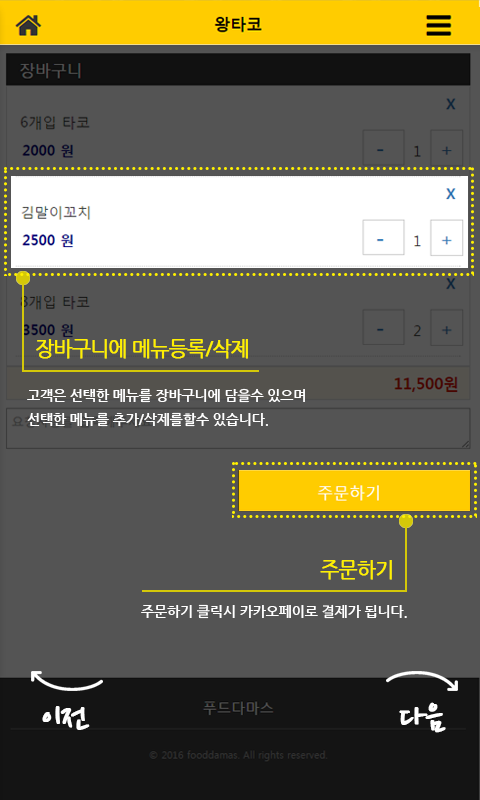 왕타코
장바구니
X
6개입 타코
2000 원
- 1 +
X
김말이꼬치
2500 원
- 1 +
X
3500 원
- 2 +
장바구니에 메뉴등록/삭제
11,500원
고객은 선택한 메뉴를 장바구니에 담을수 있으며
선택한 메뉴를 추가/삭제를할수 있습니다.
주문하기
주문하기
주문하기 클릭시 카카오페이로 결제가 됩니다.
이전
푸드다마스
다음
© 2016 fooddamas. All rights reserved.